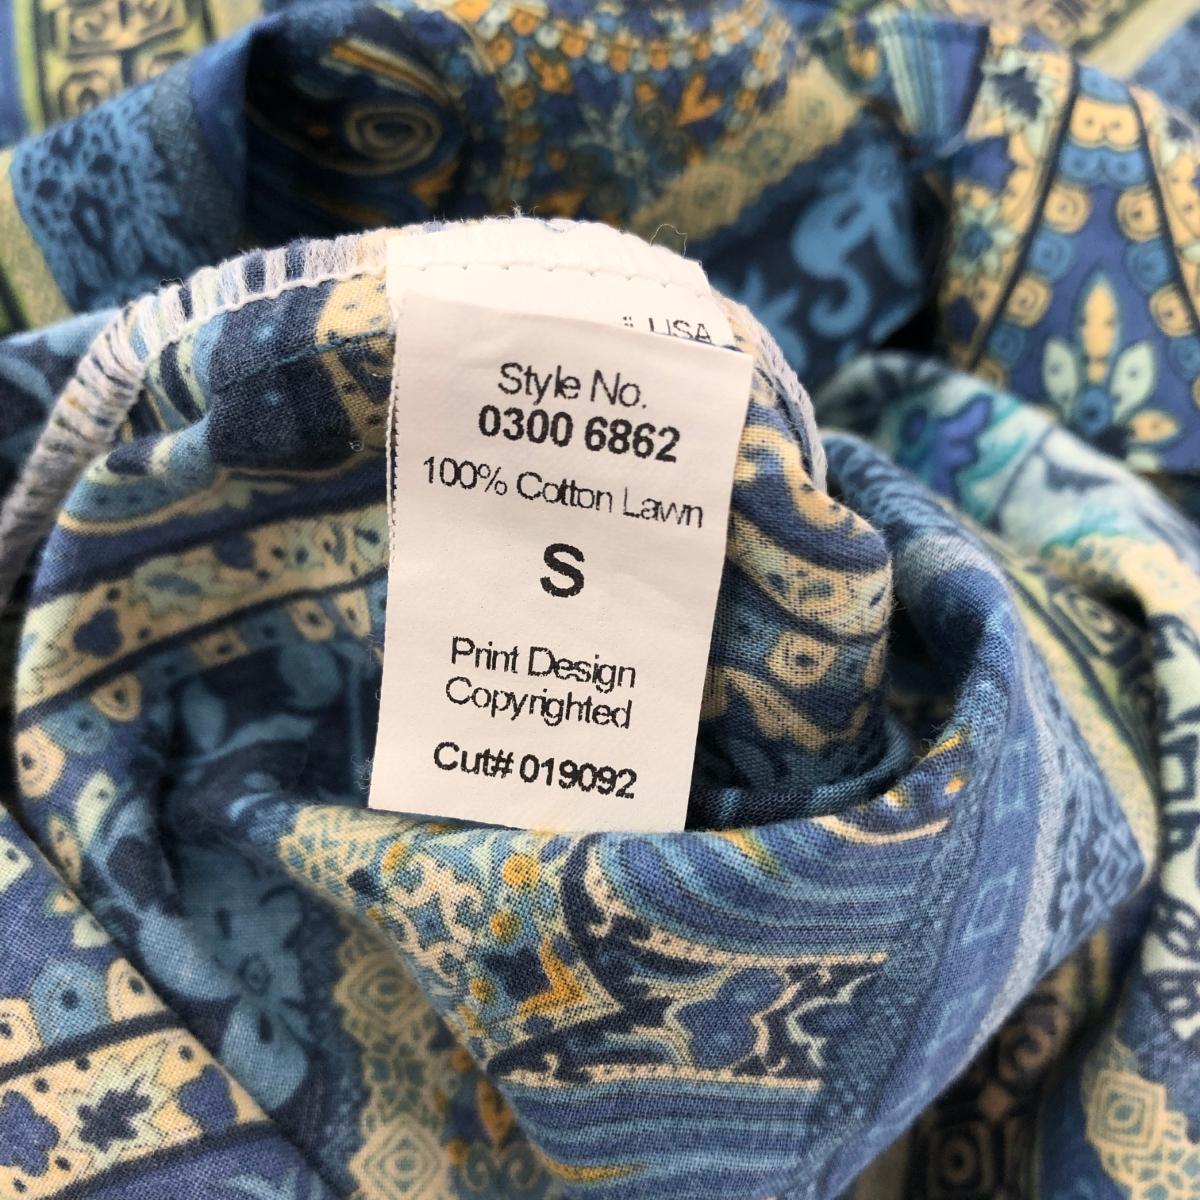 USA
Style No.
0300 6862
100% Cotton Lawn
S
Print Design
Copyrighted
Cut# 019092